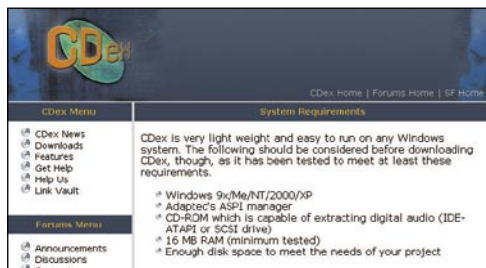 CDex
CDex Home | Forums Home | SF Home
CDex Menu
CDex News
Downloads
Features
Get Help
Help Us
Link Vault
Forums Menu
Announcements
Discussions
System Requirements
CDex is very light weight and easy to run on any Windows
system. The following should be considered before downloading
CDex, though, as it has been tested to meet at least these
requirements.
Windows 9x/Me/NT/2000/XP
Adaptec's ASPI manager
CD-ROM which is capable of extracting digital audio (IDE-
ATAPI or SCSI drive)
16 MB RAM (minimum tested)
Enough disk space to meet the needs of your project